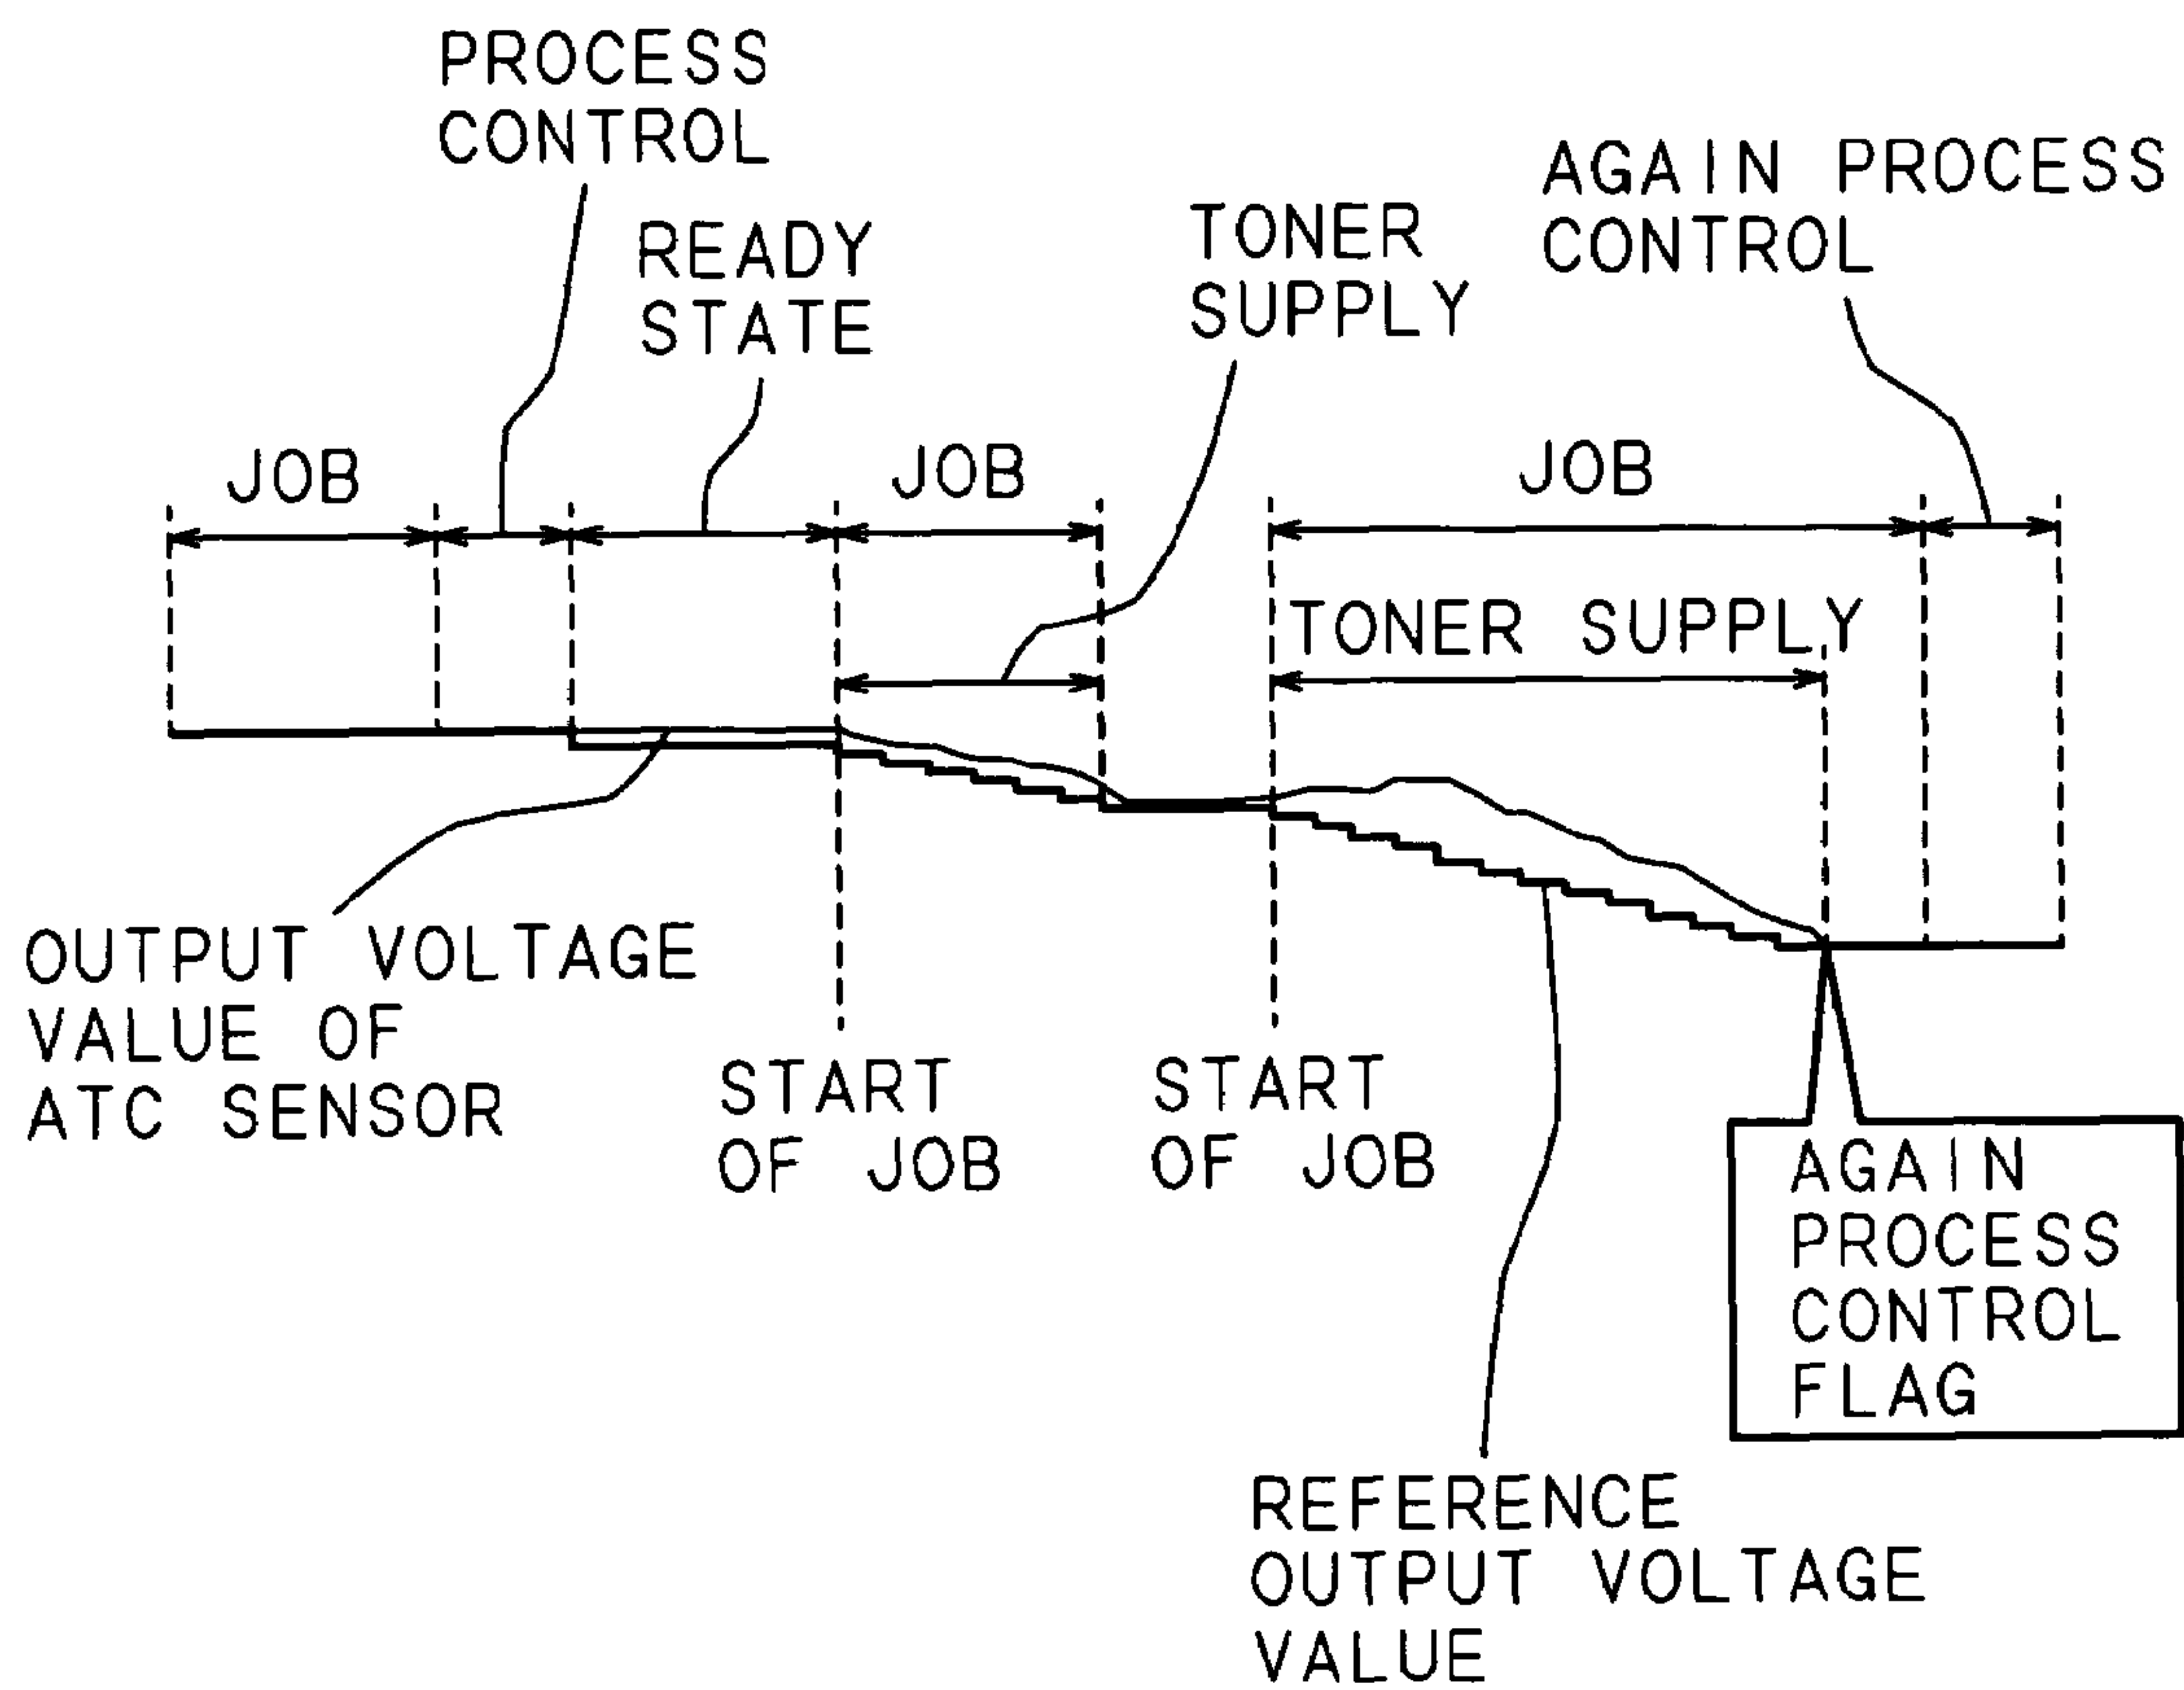 PROCESS
CONTROL
READY
STATE
TONER
SUPPLY
AGAIN PROCESS
CONTROL
JOB
JOB
JOB
TONER SUPPLY
OUTPUT VOLTAGE
VALUE OF
ATC SENSOR
START
OF JOB
START
OF JOB
AGAIN
PROCESS
CONTROL
FLAG
REFERENCE
OUTPUT VOLTAGE
VALUE